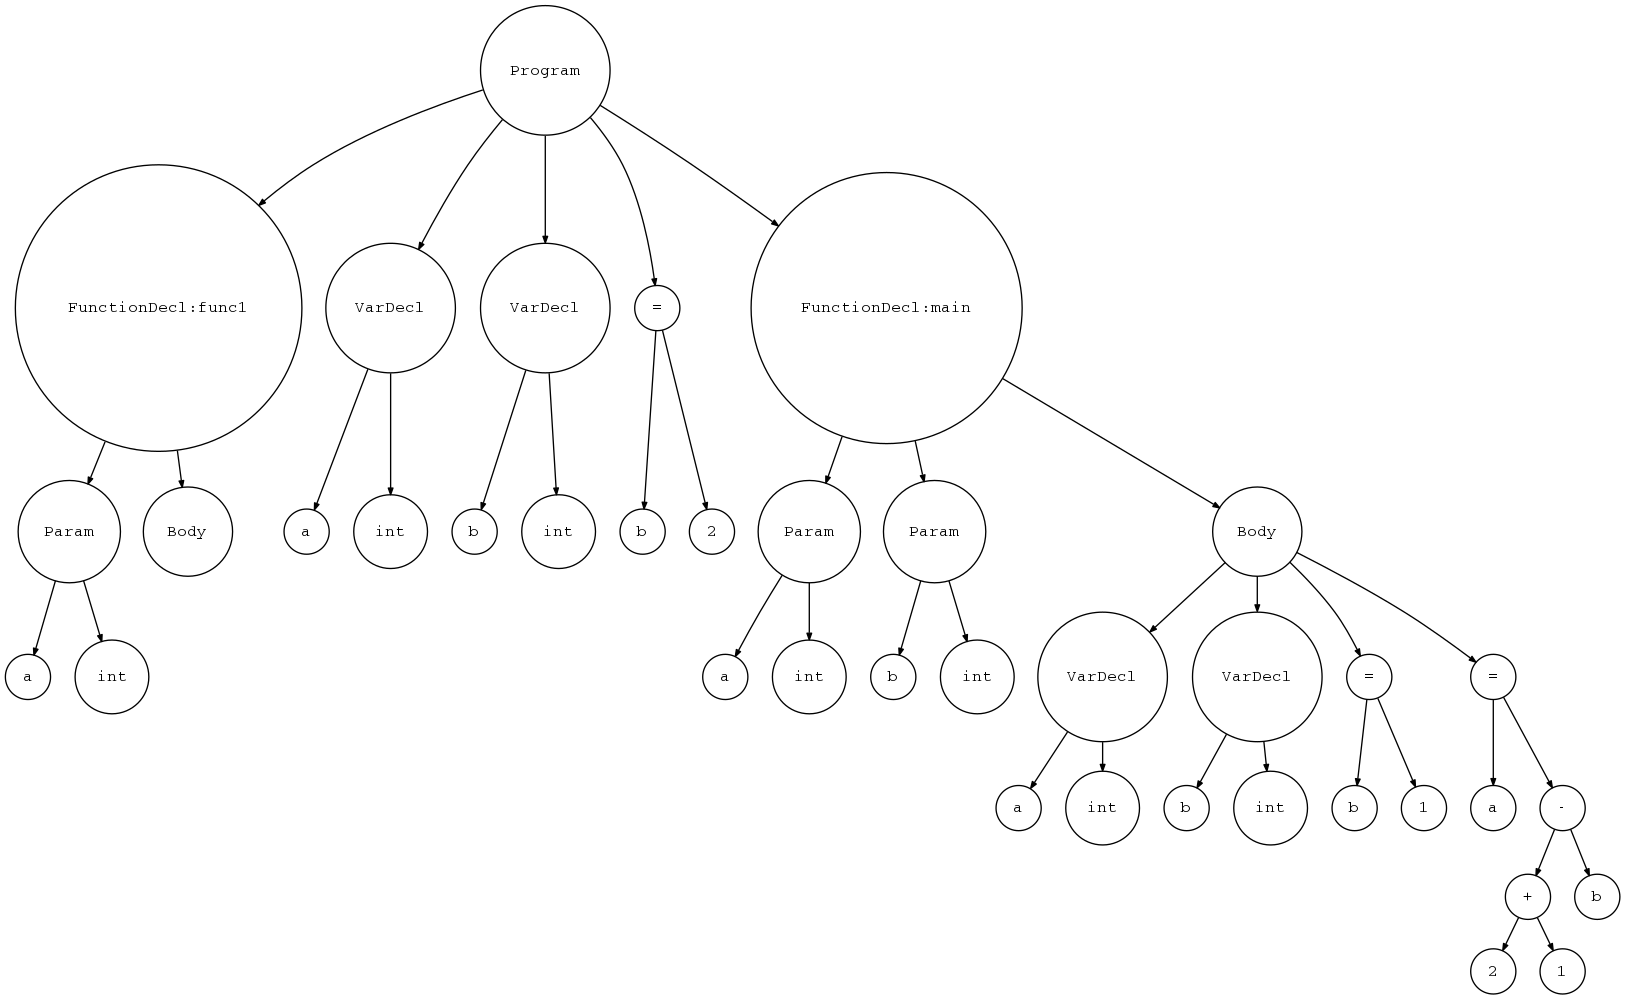 Program
FunctionDecl:func1
VarDecl
VarDecl
=
FunctionDecl:main
Param
Body
a
int
b
int
b
2
Param
Param
Body
a
int
a
int
b
int
VarDecl
VarDecl
=
=
a
int
b
int
b
1
a
-
+
b
2
1